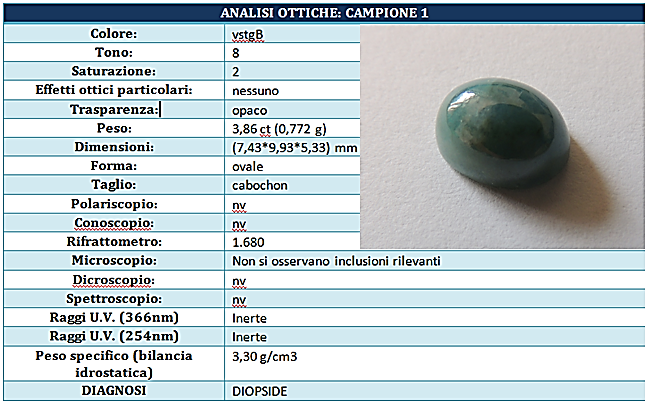 ANALISI OTTICHE: CAMPIONE 1
Colore: vstgB
Tono: 8
Saturazione: 2
Effetti ottici particolari: nessuno
Trasparenza: opaco
Peso: 3,86 ct (0,772 g)
Dimensioni: (7,43*9,93*5,33) mm
Forma: ovale
Taglio: cabochon
Polariscopio: nv
Conoscopio: nv
Rifrattometro: 1.680
Microscopio: Non si osservano inclusioni rilevanti
Dicroscopio: nv
Spettroscopio: nv
Raggi U.V. (366nm) Inerte
Raggi U.V. (254nm) Inerte
Peso specifico (bilancia 3,30 g/cm3
idrostatica)
DIAGNOSI DIOPSIDE